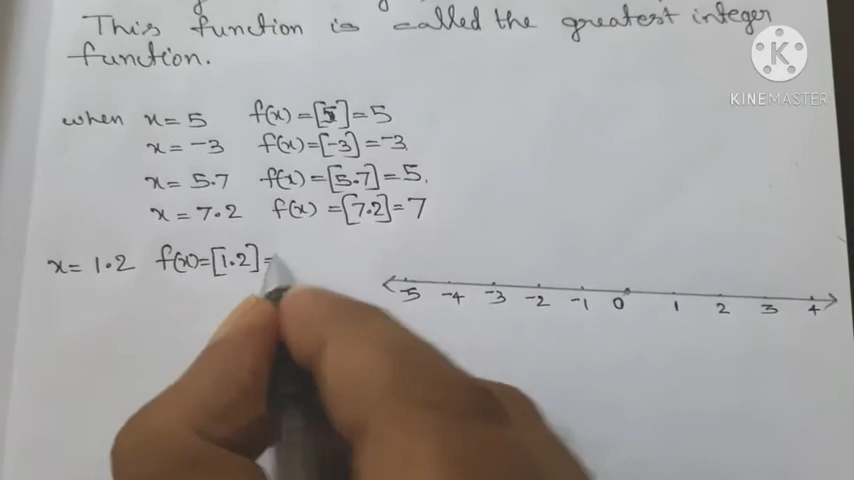 This function is called the greatest integer
function.
KINEMASTER
when x = 5 f(x) = [5] = 5
x = -3 f(x) = [-3] = -3
x = 5.7 f(x) = [5.7] = 5.
x = 7.2 f(x) = [7.2] = 7
x = 1.2 f(x) = [1.2] =
-5 -4 -3 -2 -1 0 1 2 3 4